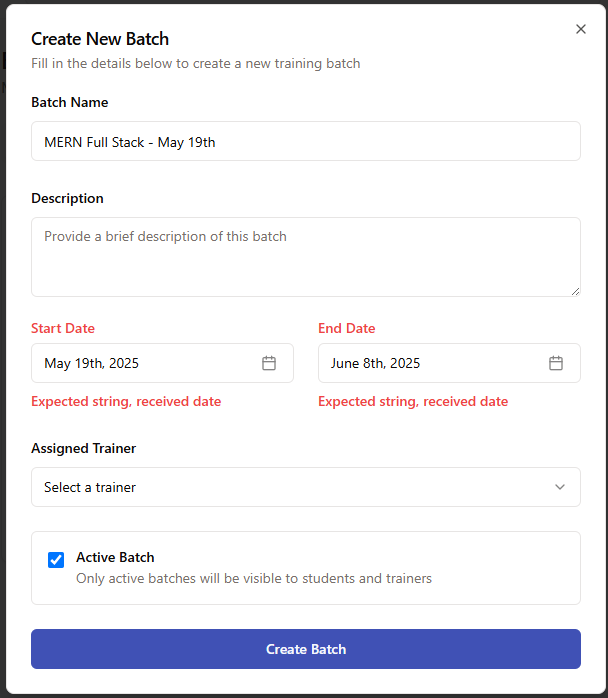 Create New Batch
Fill in the details below to create a new training batch
Batch Name
MERN Full Stack - May 19th
Description
Provide a brief description of this batch
Start Date
End Date
May 19th, 2025
June 8th, 2025
Expected string, received date
Expected string, received date
Assigned Trainer
Select a trainer
Active Batch
Only active batches will be visible to students and trainers
Create Batch